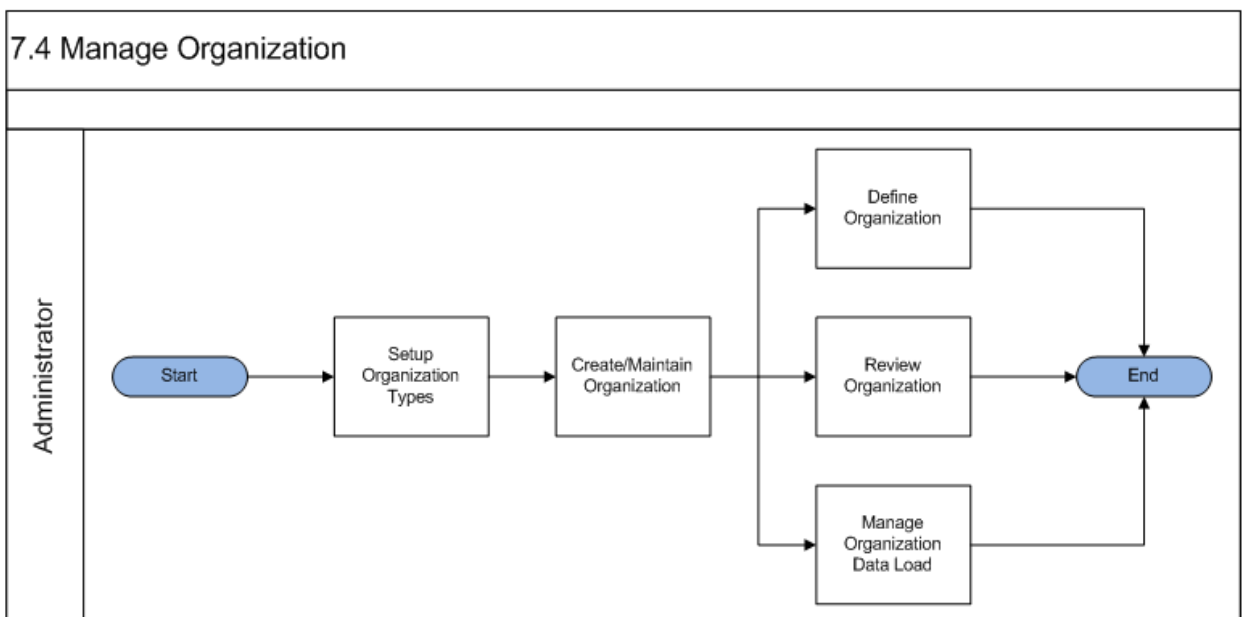 7.4 Manage Organization
Administrator
Start
Setup
Organization
Types
Create/Maintain
Organization
Define
Organization
Review
Organization
Manage
Organization
Data Load
End